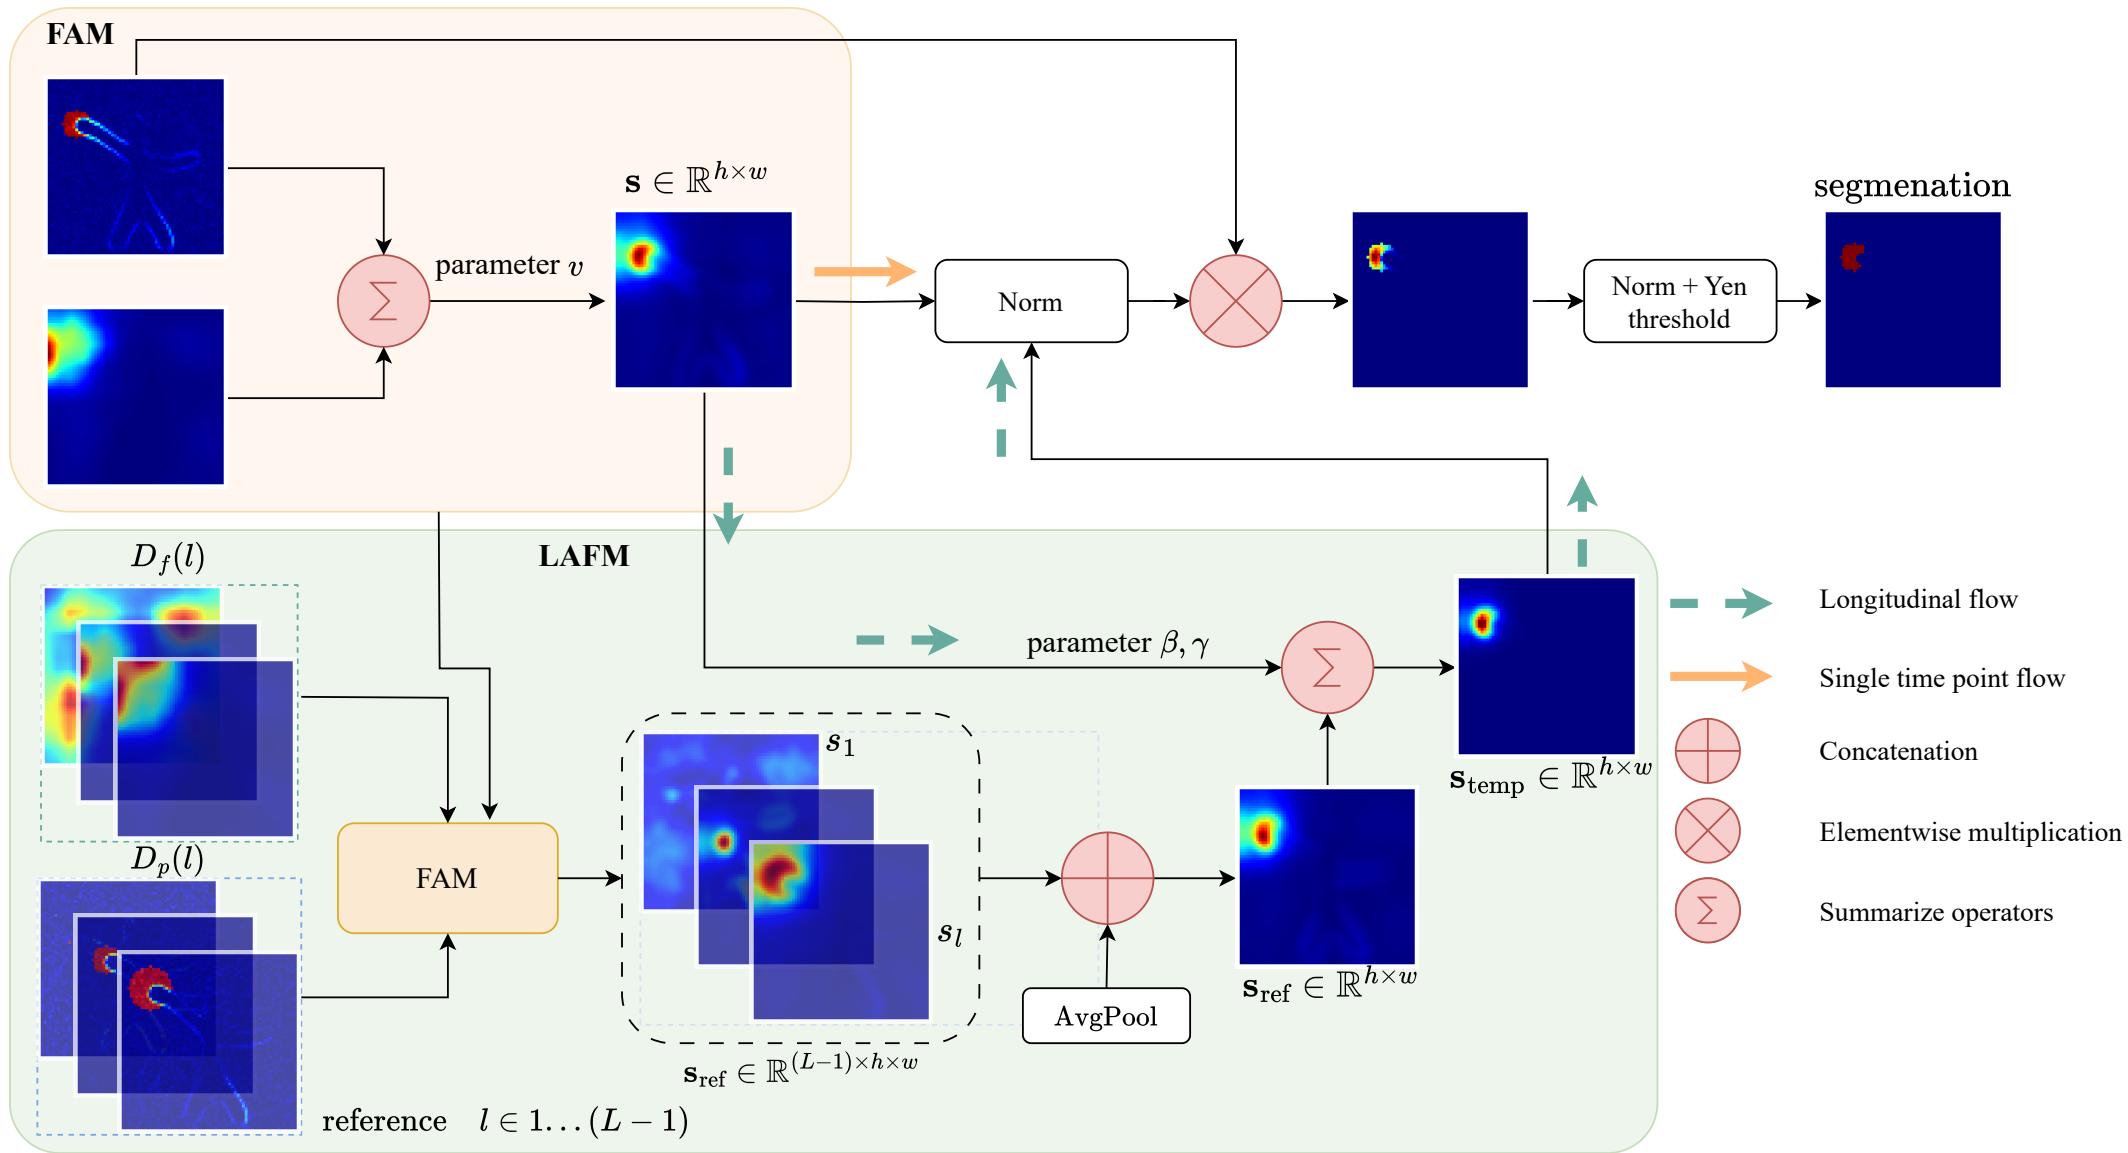 FAM
s ∈ ℝ^{h×w}
parameter v
Σ
Norm
Norm + Yen
threshold
segmenation
LAFM
D_f(l)
parameter β, γ
Σ
s_temp ∈ ℝ^{h×w}
D_p(l)
FAM
s_1
s_l
s_ref ∈ ℝ^{(L−1)×h×w}
AvgPool
s_ref ∈ ℝ^{h×w}
reference l ∈ 1...(L − 1)
Longitudinal flow
Single time point flow
Concatenation
Elementwise multiplication
Σ
Summarize operators